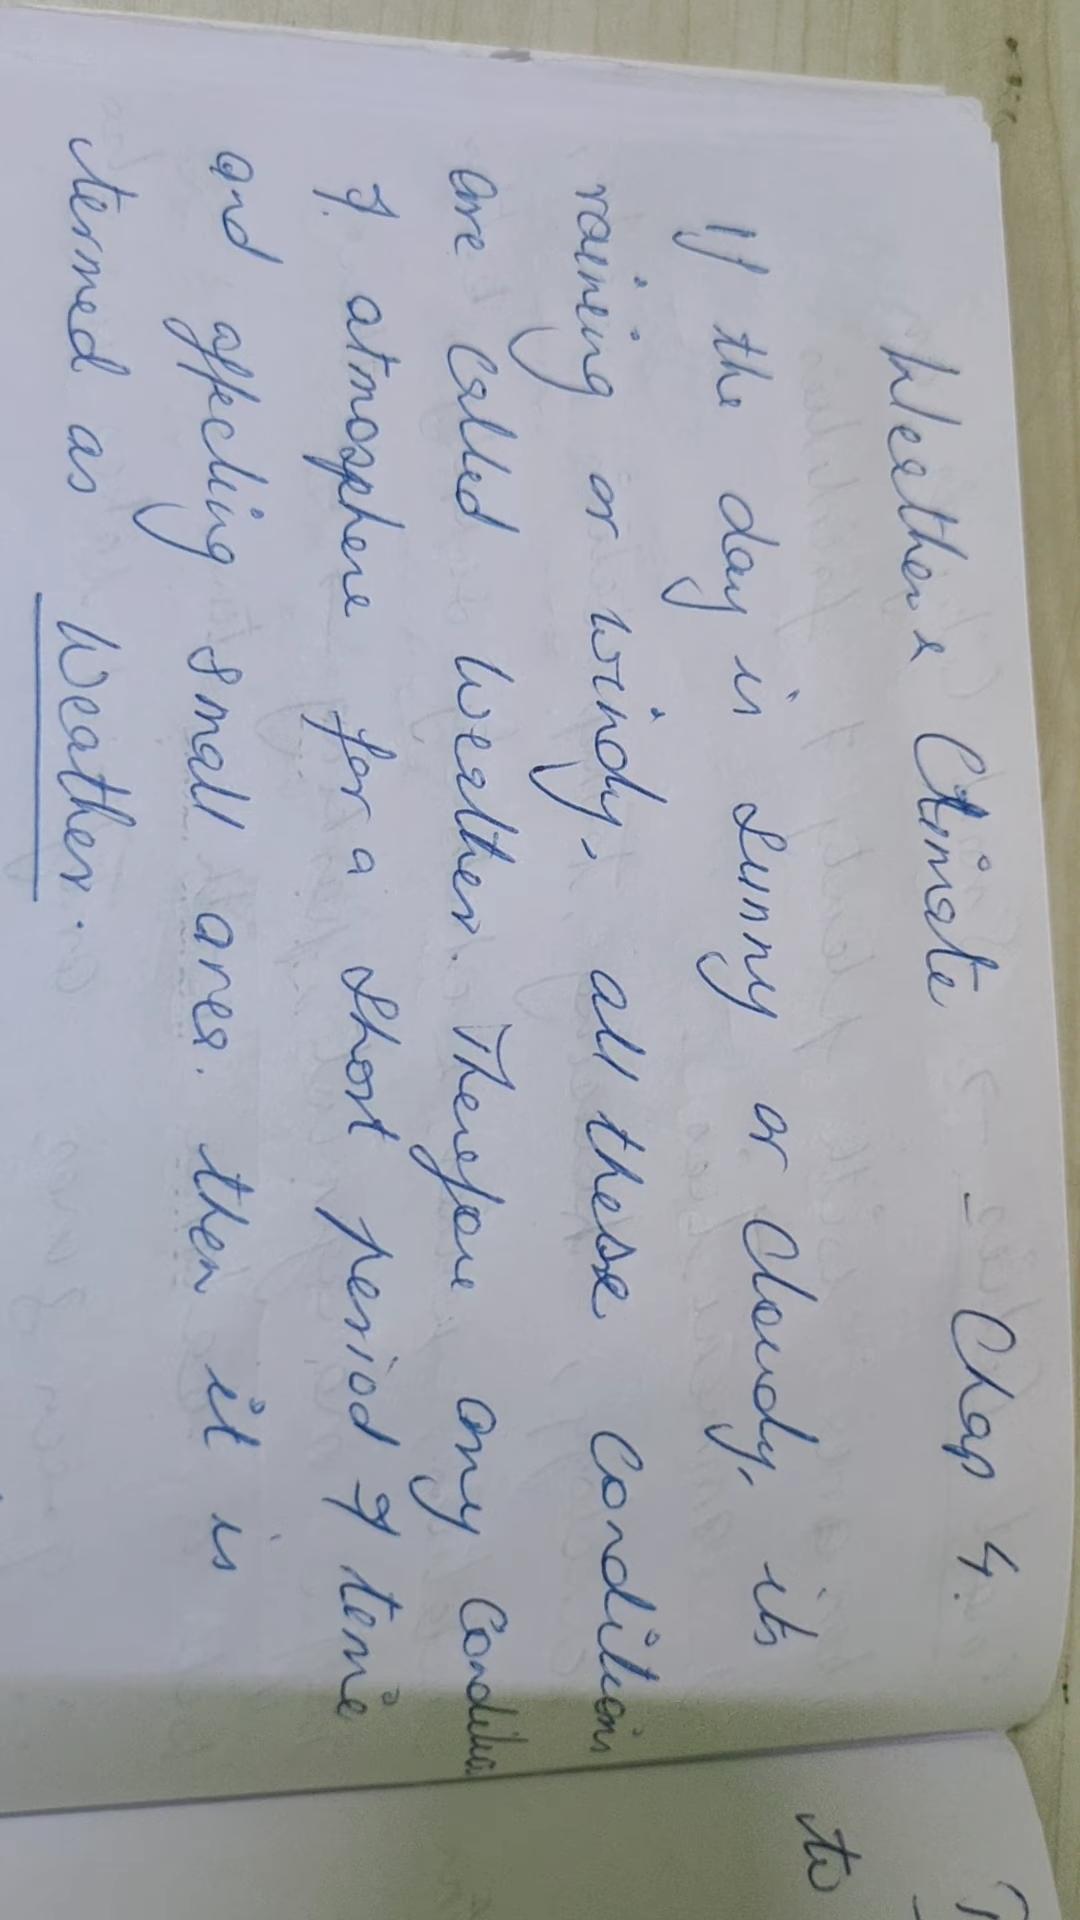 Weather & Climate - Chap 4.
If the day is sunny or cloudy, its
raining or windy, all these conditions
are called weather. Therefore any condition
of atmosphere for a short period of time
and affecting small area. then it is
termed as Weather.
to